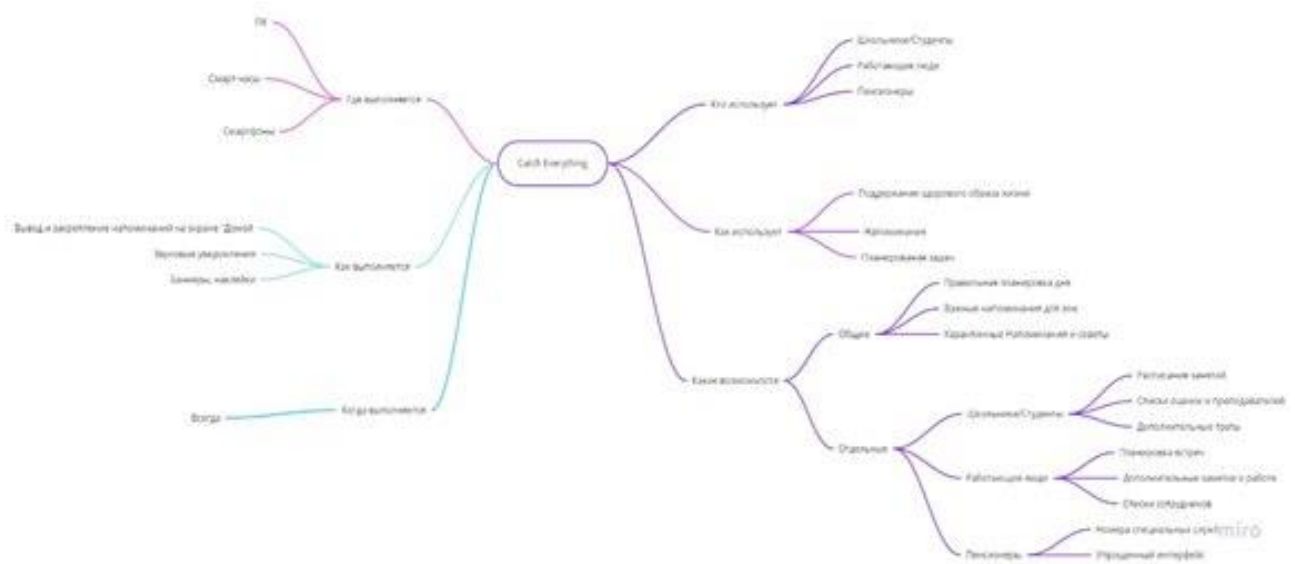 ПК
Смарт-часы
Смартфоны
Где выполняется
Вывод и закрепление напоминаний на экране "Домой
Звуковые уведомления
Баннеры, наклейки
Как выполняется
Всегда
Когда выполняется
Catch Everything
Кто использует
Школьники/Студенты
Работающие люди
Пенсионеры
Как использует
Поддержание здорового образа жизни
Напоминания
Планирование задач
Какие возможности
Общие
Правильная планировка дня
Важные напоминания для
напоминания и советы
Отдельные
Школьники/Студенты
Расписание занятий
Списки оценок и преподавателей
Дополнительные
Работающие люди
Планировка встреч
Дополнительные заметки о работе
Списки сотрудников
Пенсионеры
Номера специальных служб
Упрощенный интерфейс
miro